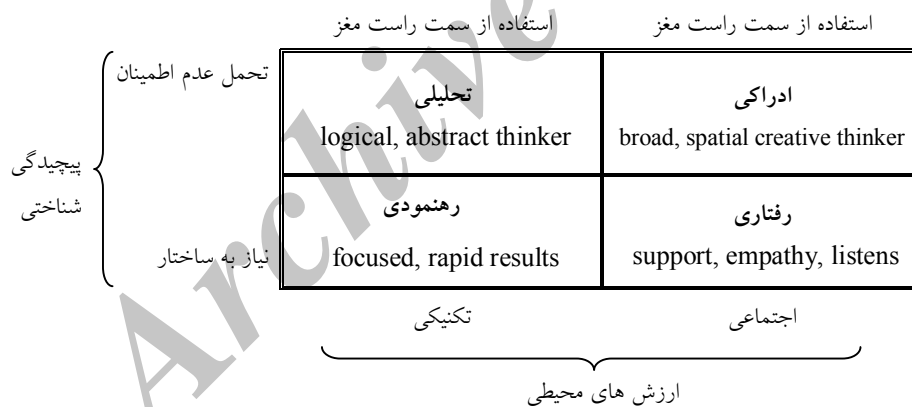 استفاده از سمت راست مغز
استفاده از سمت راست مغز
تحمل عدم اطمینان
ادراکی
broad, spatial creative thinker
تحلیلی
logical, abstract thinker
پیچیدگی
شناختی
رفتاری
support, empathy, listens
رهنمودی
focused, rapid results
نیاز به ساختار
اجتماعی
تکنیکی
ارزش های محیطی
Archive